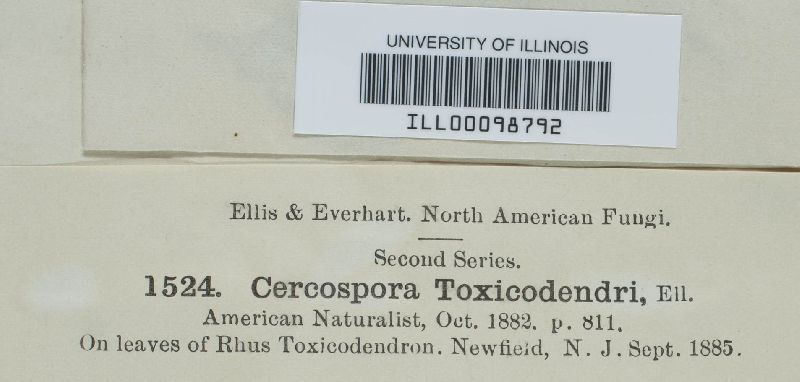 UNIVERSITY OF ILLINOIS
ILL00098792
Ellis & Everhart. North American Fungi.
Second Series.
1524. Cercospora Toxicodendri, Ell.
American Naturalist, Oct. 1882. p. 811.
On leaves of Rhus Toxicodendron. Newfield, N. J. Sept. 1885.